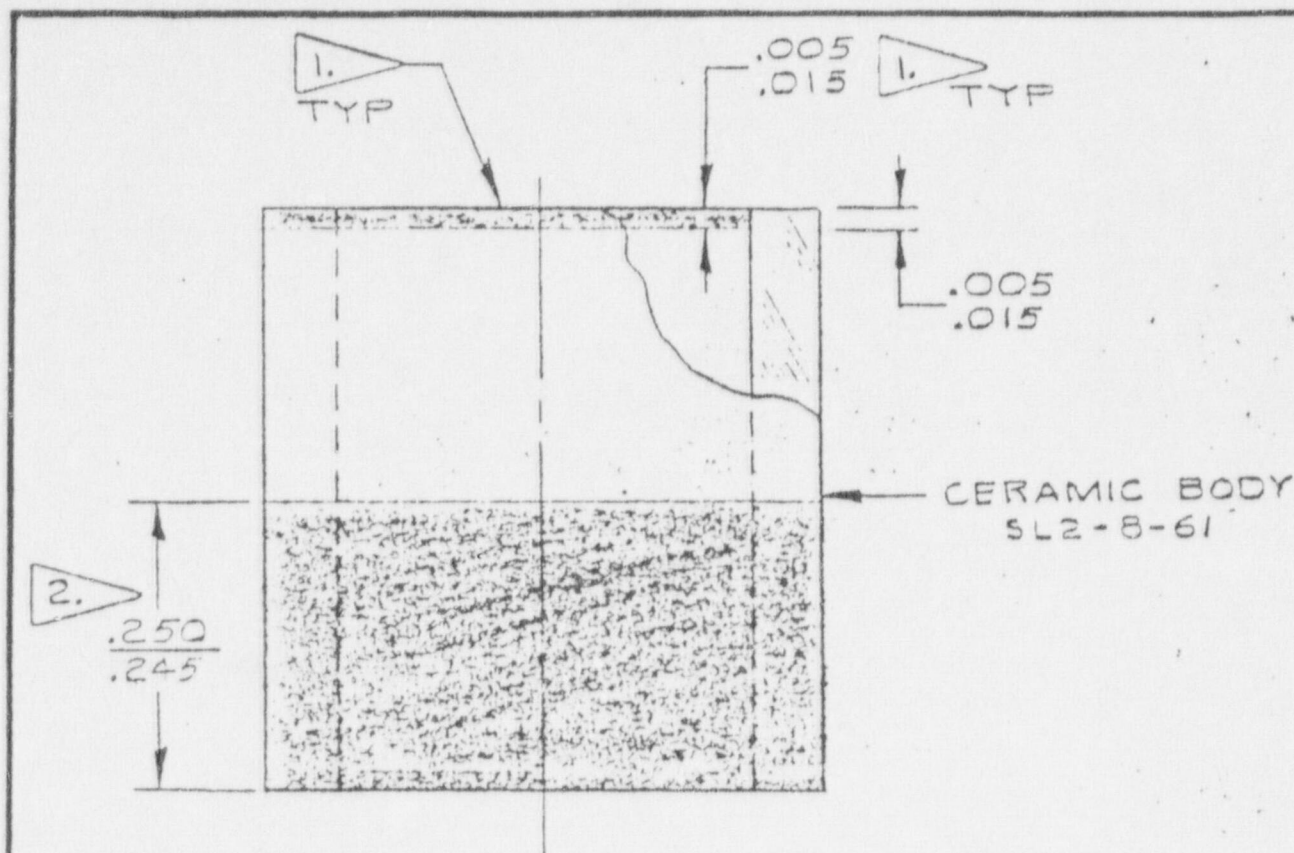 1.
TYP
.005
.015
1.
TYP
.005
.015
CERAMIC BODY
SL2-8-61
2.
.250
.245